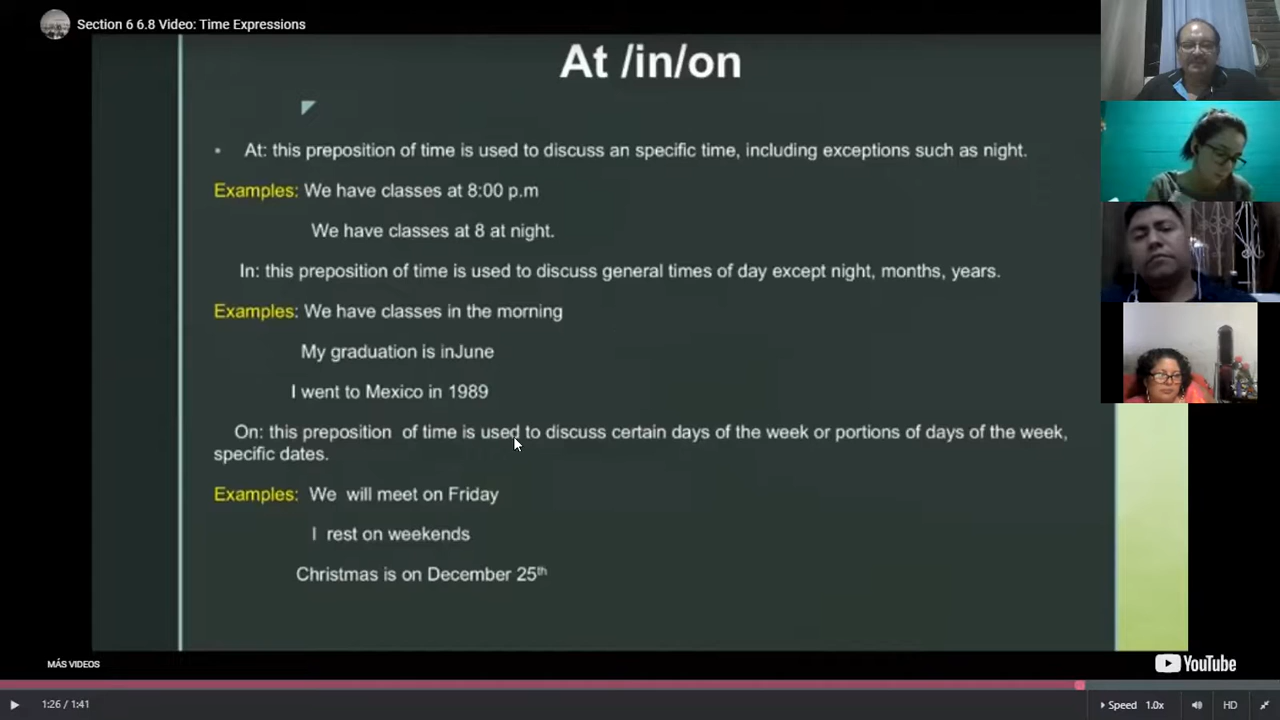 Section 6 6.8 Video: Time Expressions
At /in/on
At: this preposition of time is used to discuss an specific time, including exceptions such as night.
Examples: We have classes at 8:00 p.m
We have classes at 8 at night.
In: this preposition of time is used to discuss general times of day except night, months, years.
Examples: We have classes in the morning
My graduation is inJune
I went to Mexico in 1989
On: this preposition of time is used to discuss certain days of the week or portions of days of the week,
specific dates.
Examples: We will meet on Friday
I rest on weekends
Christmas is on December 25th
MÁS VIDEOS
YouTube
1:26 / 1:41
Speed 1.0x
HD